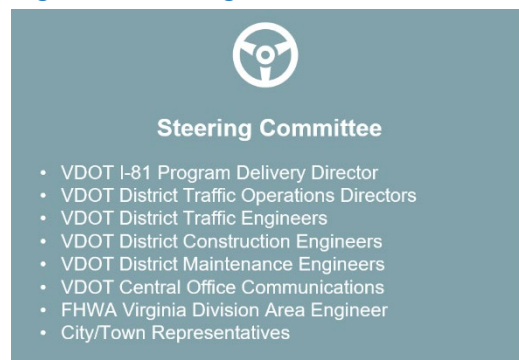 Steering Committee
• VDOT I-81 Program Delivery Director
• VDOT District Traffic Operations Directors
• VDOT District Traffic Engineers
• VDOT District Construction Engineers
• VDOT District Maintenance Engineers
• VDOT Central Office Communications
• FHWA Virginia Division Area Engineer
• City/Town Representatives